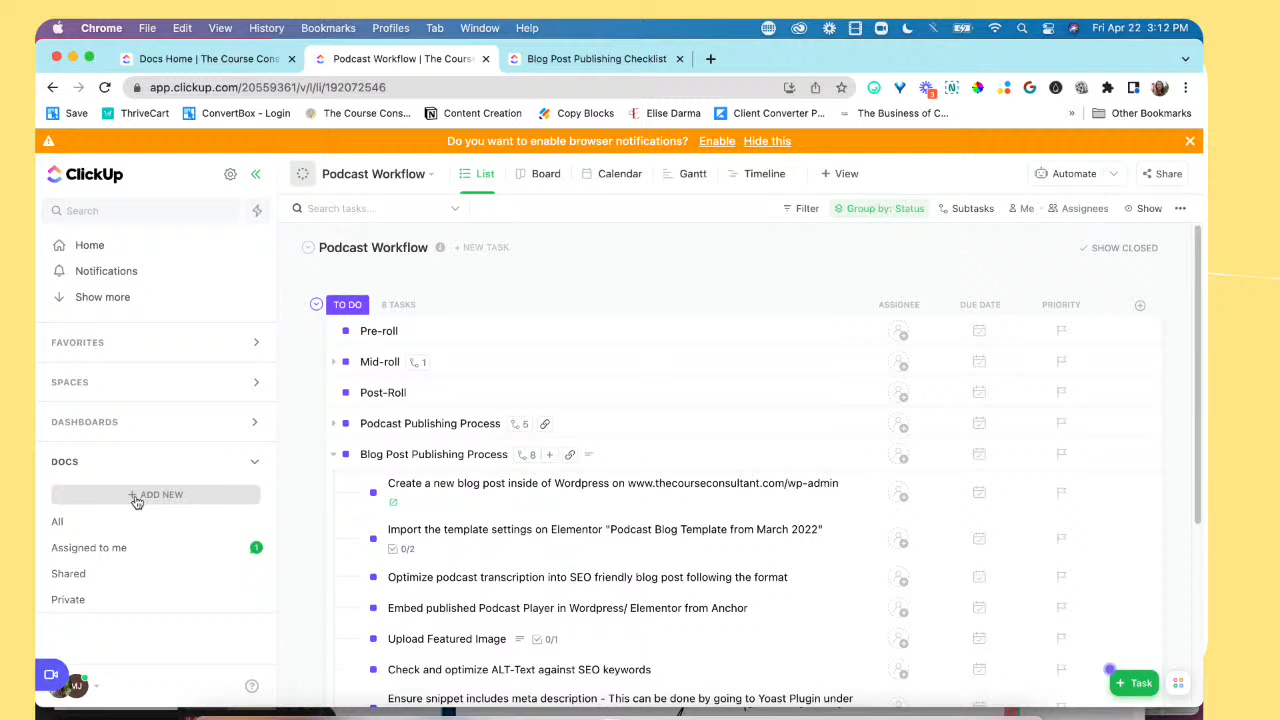 Chrome File Edit View History Bookmarks Profiles Tab Window Help Fri Apr 22 3:12 PM
Docs Home | The Course Cons Podcast Workflow | The Cours Blog Post Publishing Checklist
app.clickup.com/20559361/v/l/li/192072546
Save ThriveCart ConvertBox - Login The Course Cons... Content Creation Copy Blocks Elise Darma Client Converter P... The Business of C... » Other Bookmarks
Do you want to enable browser notifications? Enable Hide this
ClickUp
Podcast Workflow List Board Calendar Gantt Timeline + View Automate Share
Search
Search tasks... Filter Group by: Status Subtasks Me Assignees Show
Home
Notifications
Show more
FAVORITES
SPACES
DASHBOARDS
DOCS
+ ADD NEW
All
Assigned to me 1
Shared
Private
MJ
Podcast Workflow + NEW TASK SHOW CLOSED
TO DO 8 TASKS ASSIGNEE DUE DATE PRIORITY
Pre-roll
Mid-roll 1
Post-Roll
Podcast Publishing Process 5
Blog Post Publishing Process 8 +
Create a new blog post inside of Wordpress on www.thecourseconsultant.com/wp-admin
Import the template settings on Elementor "Podcast Blog Template from March 2022"
0/2
Optimize podcast transcription into SEO friendly blog post following the format
Embed published Podcast Player in Wordpress/ Elementor from Anchor
Upload Featured Image 0/1
Check and optimize ALT-Text against SEO keywords
Ensure snippet includes meta description - This can be done by going to Yoast Plugin under
+ Task